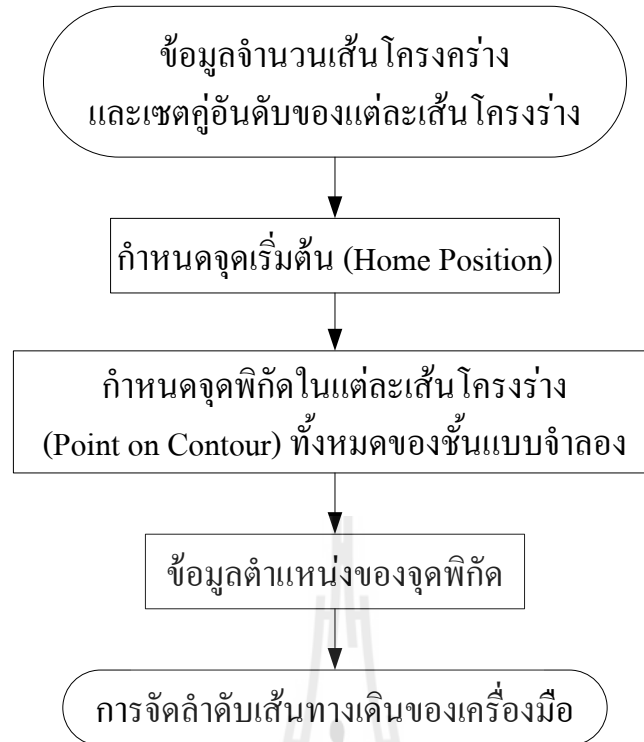 ข้อมูลจำนวนเส้นโครงคร่าง
และเซตคู่อันดับของแต่ละเส้นโครงร่าง
กำหนดจุดเริ่มต้น (Home Position)
กำหนดจุดพิกัดในแต่ละเส้นโครงร่าง
(Point on Contour) ทั้งหมดของชั้นแบบจำลอง
ข้อมูลตำแหน่งของจุดพิกัด
การจัดลำดับเส้นทางเดินของเครื่องมือ